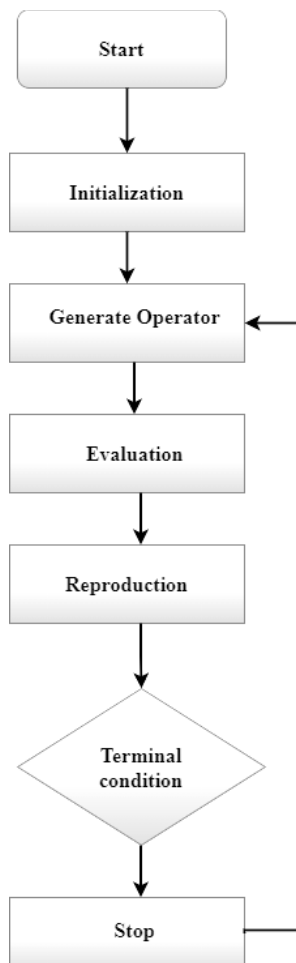 Start
Initialization
Generate Operator
Evaluation
Reproduction
Terminal
condition
Stop